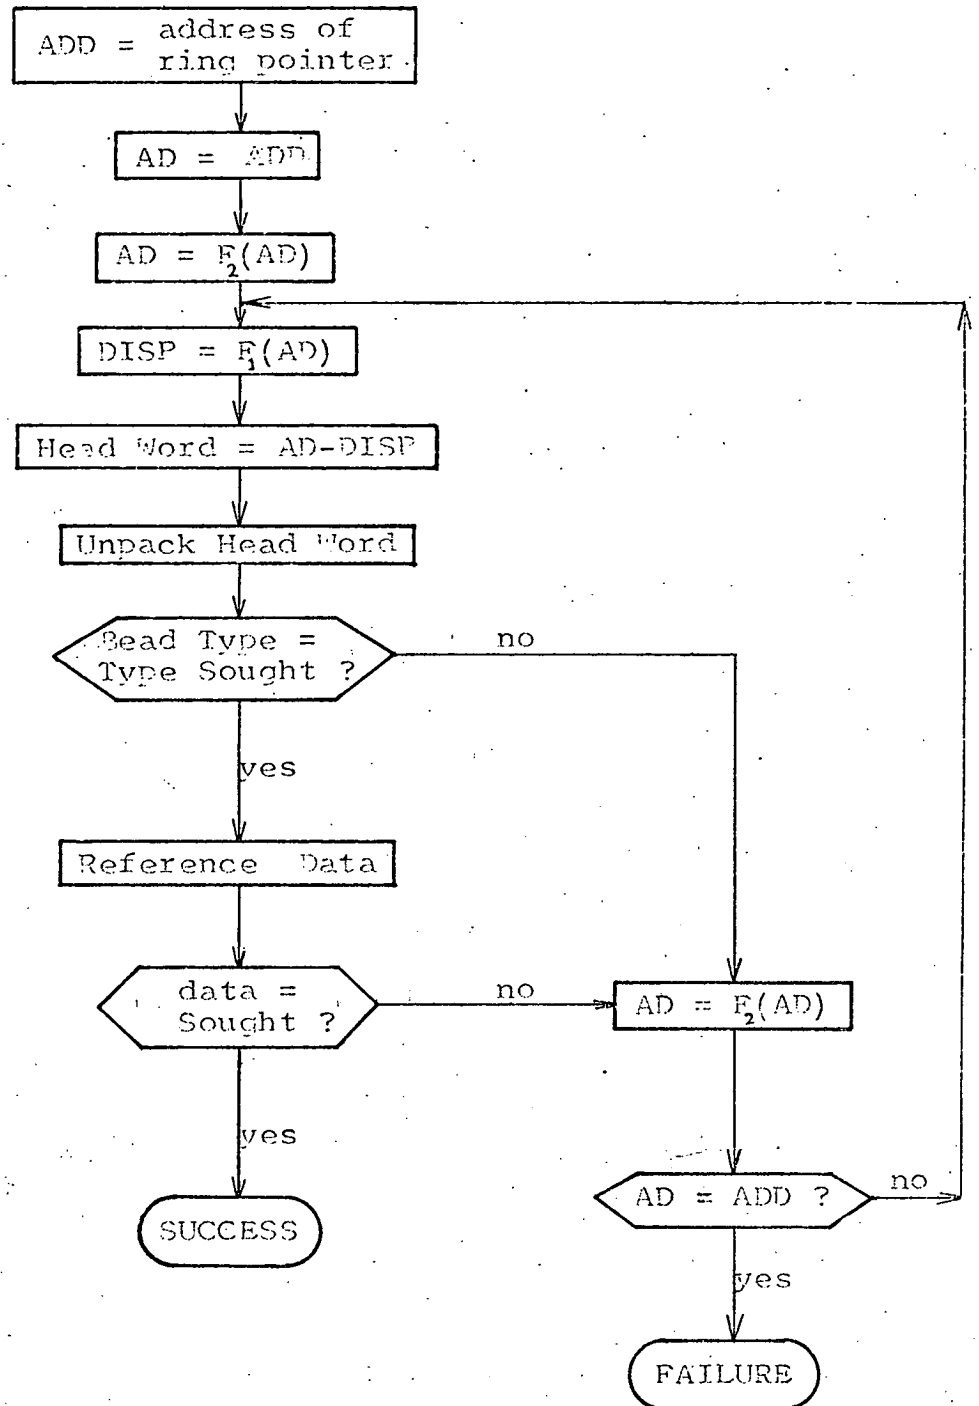 ADD = address of
ring pointer
AD = ADD
AD = F2(AD)
DISP = F1(AD)
Head Word = AD-DISP
Unpack Head Word
Bead Type =
Type Sought ?
no
yes
Reference Data
data =
Sought ?
no
AD = F2(AD)
yes
SUCCESS
AD = ADD ?
no
yes
FAILURE